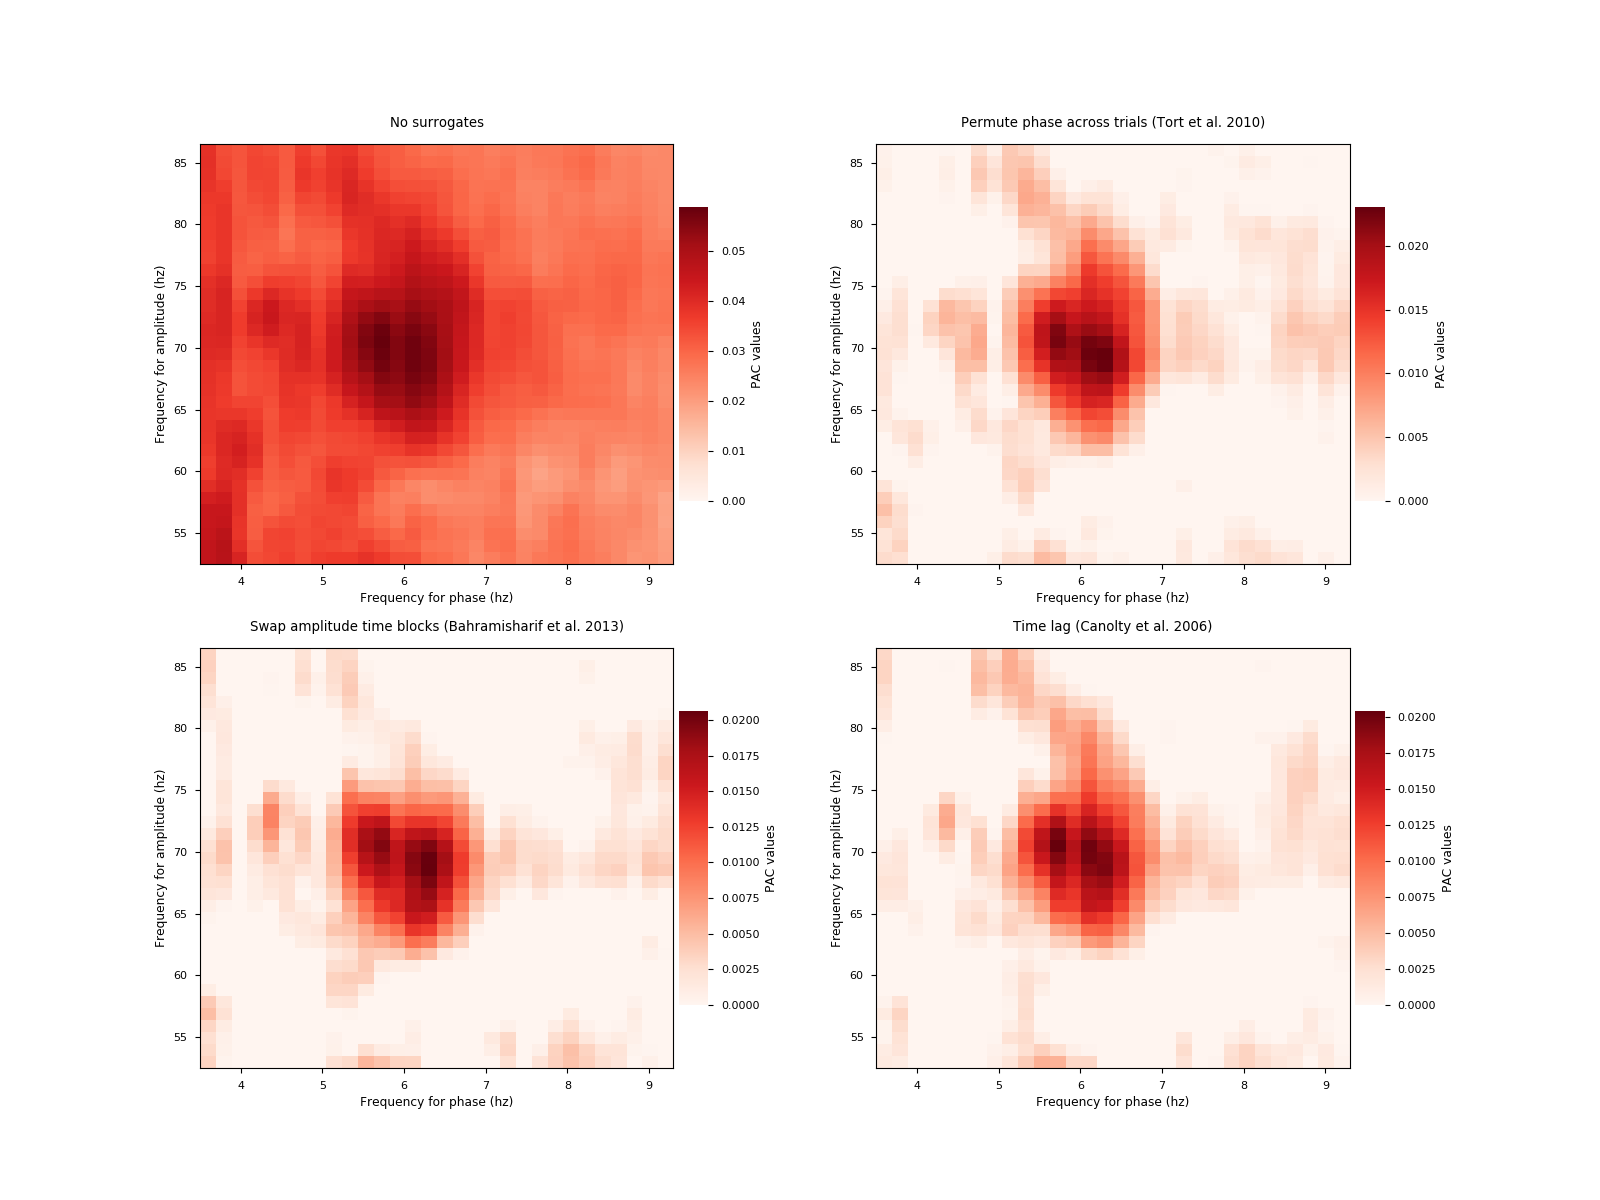 No surrogates
85
80
75
70
65
60
55
Frequency for amplitude (hz)
4 5 6 7 8 9
Frequency for phase (hz)
0.05
0.04
0.03
0.02
0.01
0.00
PAC values
Permute phase across trials (Tort et al. 2010)
85
80
75
70
65
60
55
Frequency for amplitude (hz)
4 5 6 7 8 9
Frequency for phase (hz)
0.020
0.015
0.010
0.005
0.000
PAC values
Swap amplitude time blocks (Bahramisharif et al. 2013)
85
80
75
70
65
60
55
Frequency for amplitude (hz)
4 5 6 7 8 9
Frequency for phase (hz)
0.0200
0.0175
0.0150
0.0125
0.0100
0.0075
0.0050
0.0025
0.0000
PAC values
Time lag (Canolty et al. 2006)
85
80
75
70
65
60
55
Frequency for amplitude (hz)
4 5 6 7 8 9
Frequency for phase (hz)
0.0200
0.0175
0.0150
0.0125
0.0100
0.0075
0.0050
0.0025
0.0000
PAC values